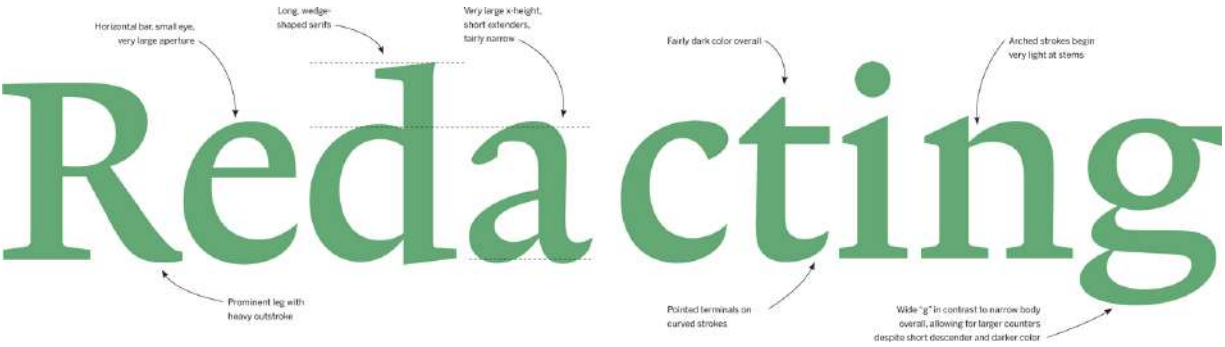 Horizontal bar, small eye,
very large aperture
Long, wedge-
shaped serifs
Very large x-height,
short extenders,
fairly narrow
Fairly dark color overall
Arched strokes begin
very light at stems
Redacting
Prominent leg with
heavy outstroke
Pointed terminals on
curved strokes
Wide "g" in contrast to narrow body
overall, allowing for larger counters
despite short descender and darker color